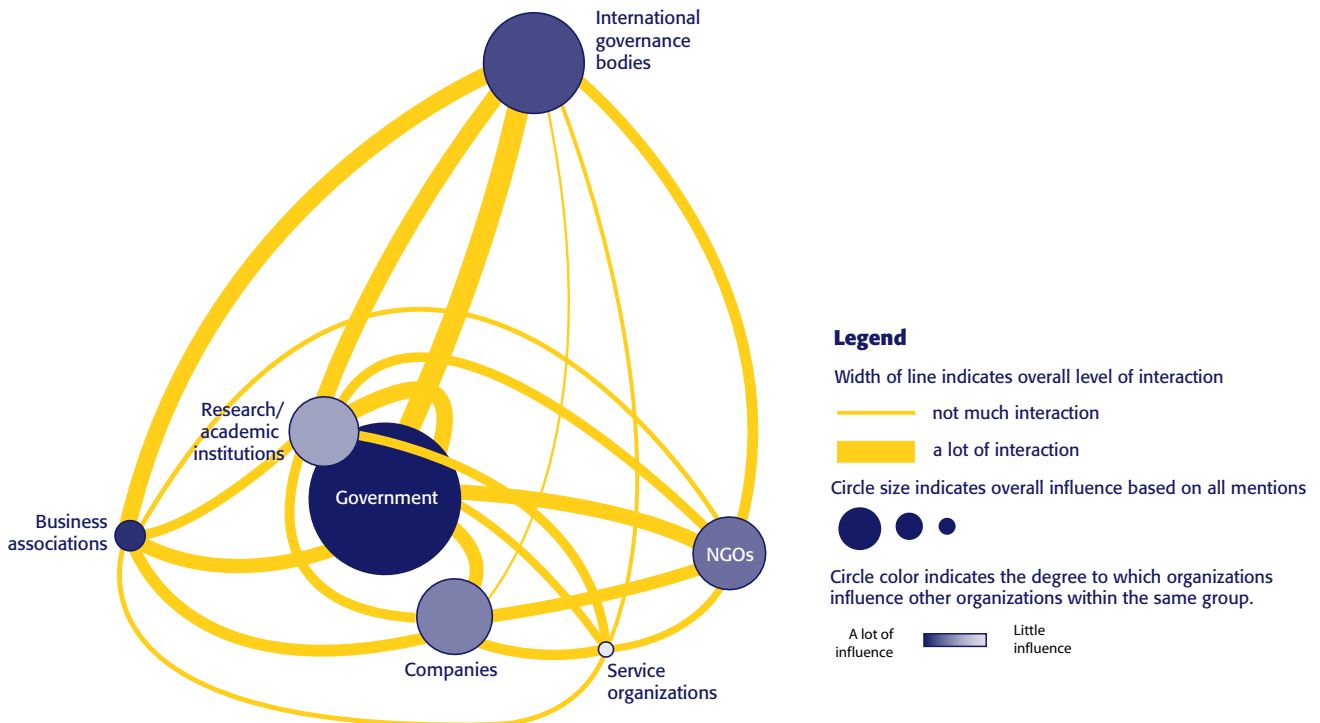 International
governance
bodies
Research/
academic
institutions
Government
Business
associations
NGOs
Companies
Service
organizations
Legend
Width of line indicates overall level of interaction
not much interaction
a lot of interaction
Circle size indicates overall influence based on all mentions
Circle color indicates the degree to which organizations
influence other organizations within the same group.
A lot of
influence
Little
influence